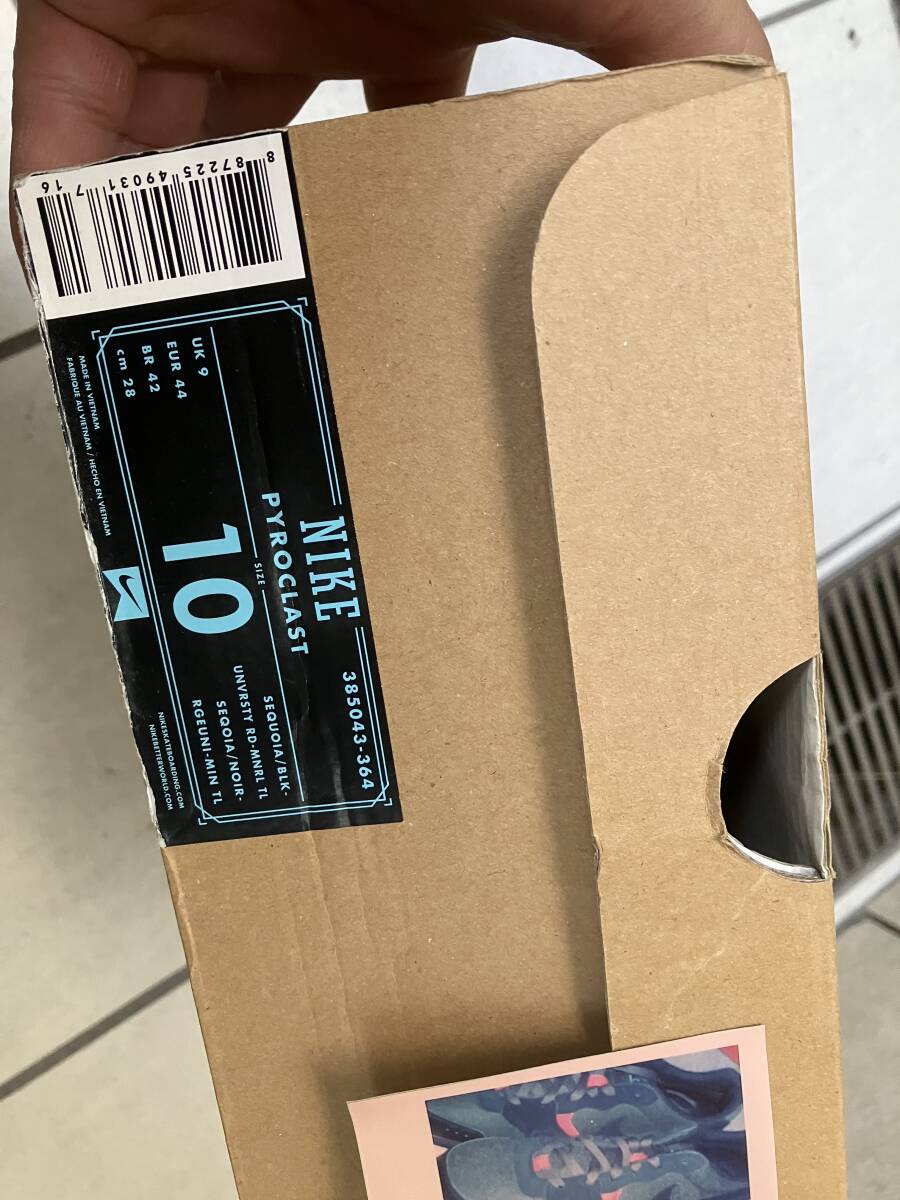 NIKE
385043-364
PYROCLAST
SIZE
10
UK 9
EUR 44
BR 42
cm 28
SEQUOIA/BLK-
UNVRSTY RD-MNRL TL
SEQOIA/NOIR-
RGEUNI-MIN TL
MADE IN VIETNAM
FABRIQUE AU VIETNAM / HECHO EN VIETNAM
NIKESKATEBOARDING.COM
NIKEBETTERWORLD.COM
8 87225 49031 7 16